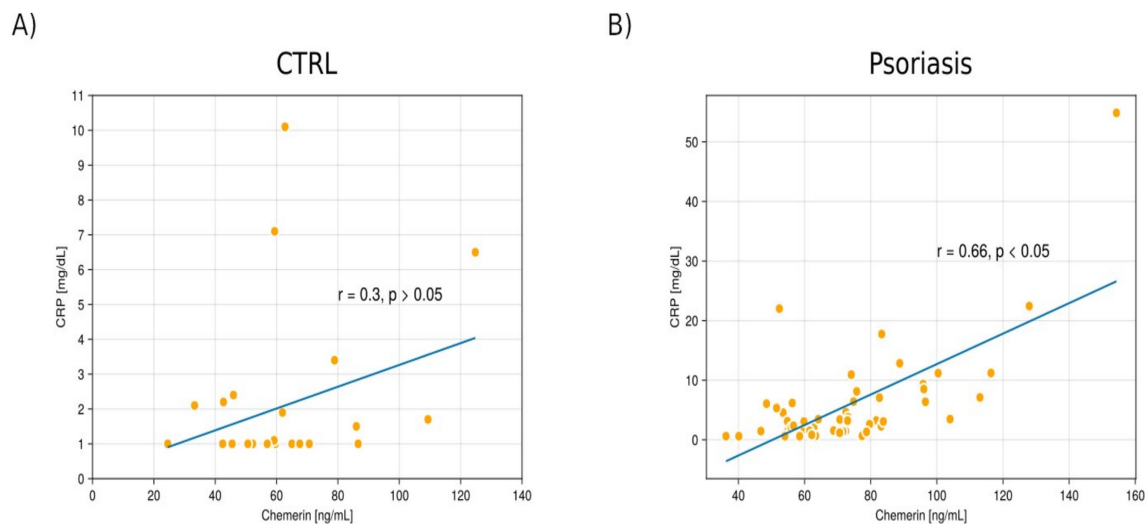 A)
CTRL
11
10
9
8
7
6
5
4
3
2
1
0
CRP [mg/dL]
r = 0.3, p > 0.05
0 20 40 60 80 100 120 140
Chemerin [ng/mL]
B)
Psoriasis
50
40
30
20
10
0
CRP [mg/dL]
r = 0.66, p < 0.05
40 60 80 100 120 140 160
Chemerin [ng/mL]